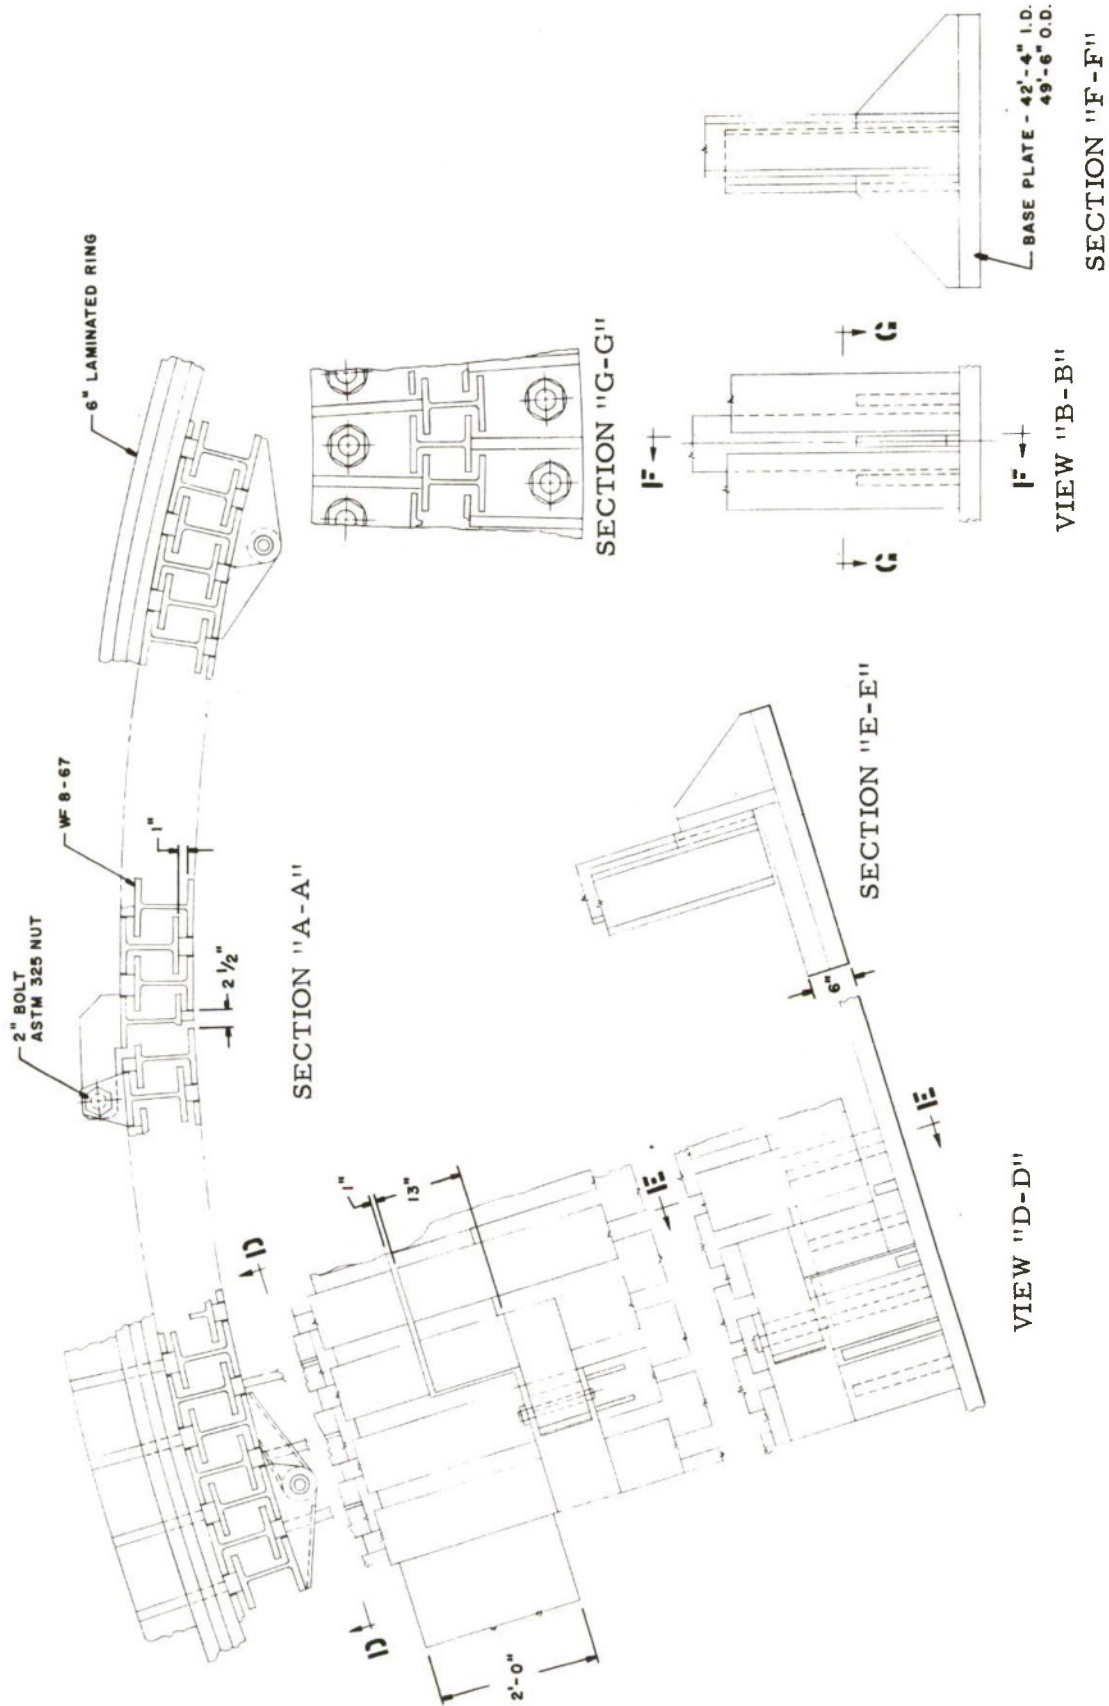 2" BOLT
ASTM 325 NUT
WF 8-67
6" LAMINATED RING
1"
2 1/2"
SECTION "A-A"
D
D
1"
13"
2'-0"
E
E
VIEW "D-D"
6"
SECTION "E-E"
SECTION "G-G"
F
F
G
G
VIEW "B-B"
BASE PLATE - 42'-4" I.D.
49'-6" O.D.
SECTION "F-F"